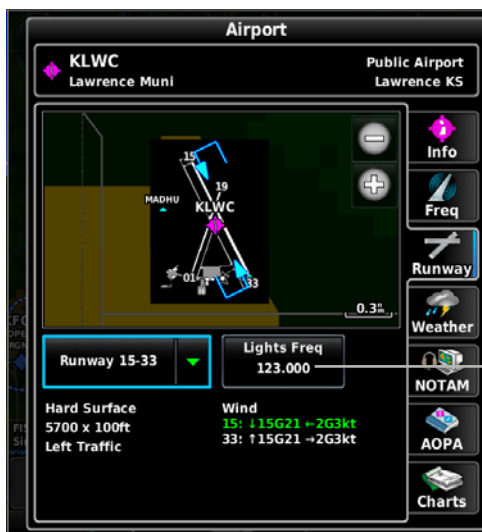 Airport
KLWC
Lawrence Muni
Public Airport
Lawrence KS
15
19
MADHU
KLWC
01
33
0.3
Info
Freq
Runway
Weather
NOTAM
AOPA
Charts
Runway 15-33
Lights Freq
123.000
Hard Surface
5700 x 100ft
Left Traffic
Wind
15: ↓15G21 ←2G3kt
33: ↑15G21 →2G3kt